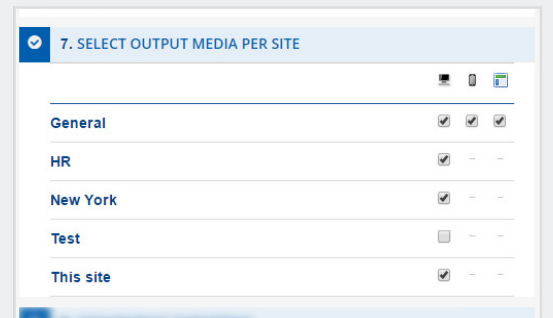 7. SELECT OUTPUT MEDIA PER SITE
General
HR - -
New York - -
Test - -
This site - -